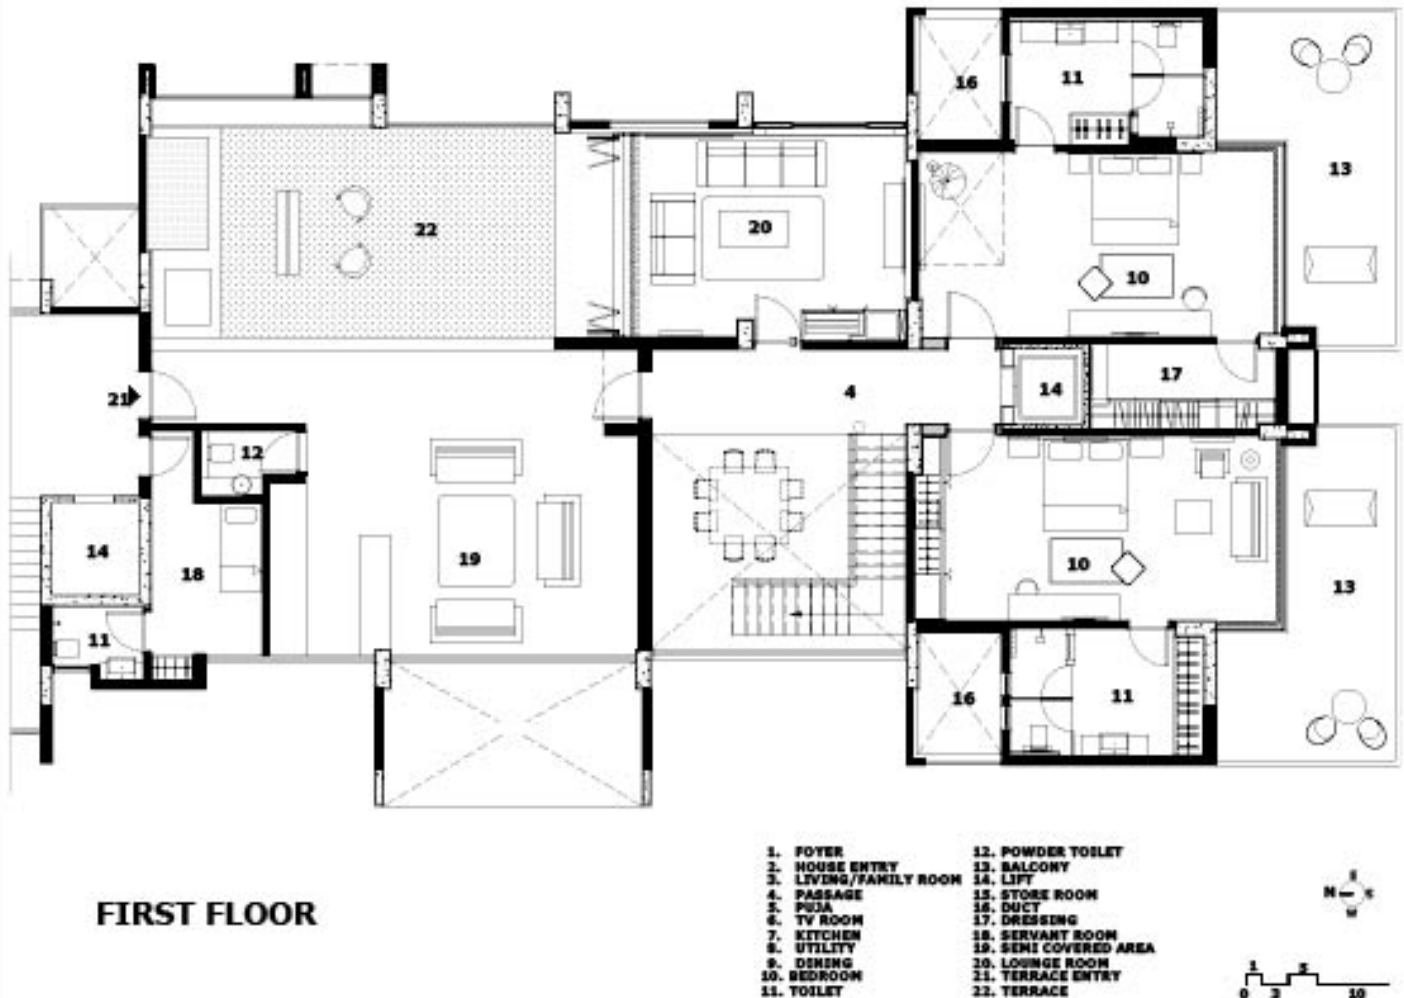 16
11
13
22
20
10
21
4
14
17
12
14
18
19
10
13
11
16
11
FIRST FLOOR
1. FOYER
2. HOUSE ENTRY
3. LIVING/FAMILY ROOM
4. PASSAGE
5. PUJA
6. TV ROOM
7. KITCHEN
8. UTILITY
9. DINING
10. BEDROOM
11. TOILET
12. POWDER TOILET
13. BALCONY
14. LIFT
15. STORE ROOM
16. DUCT
17. DRESSING
18. SERVANT ROOM
19. SEMI COVERED AREA
20. LOUNGE ROOM
21. TERRACE ENTRY
22. TERRACE
N
W
1 5
0 3 10